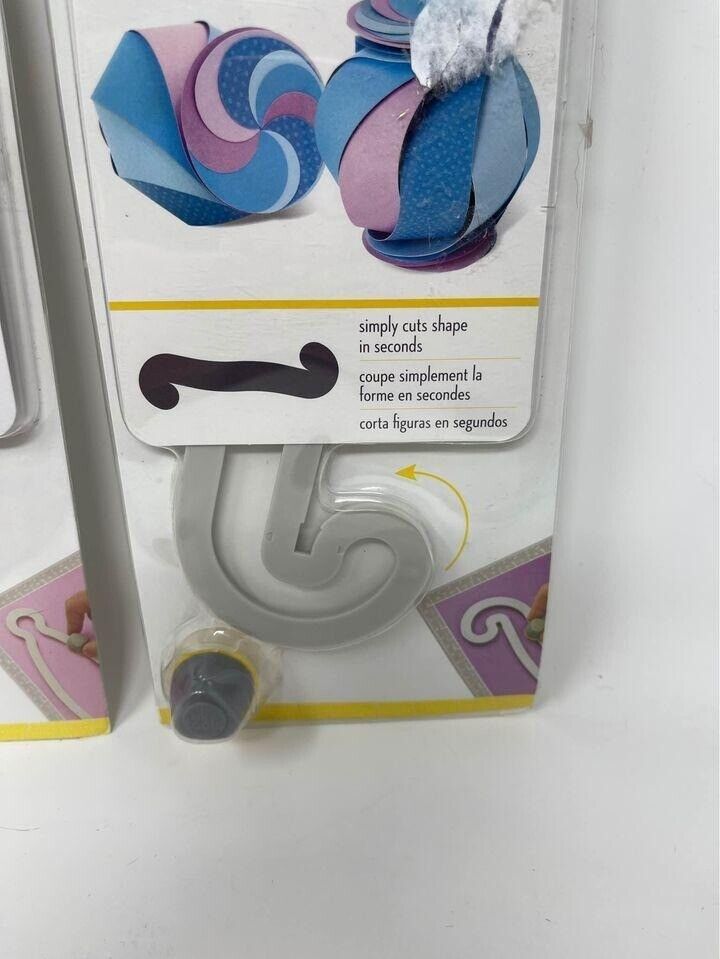 simply cuts shape
in seconds
coupe simplement la
forme en secondes
corta figuras en segundos